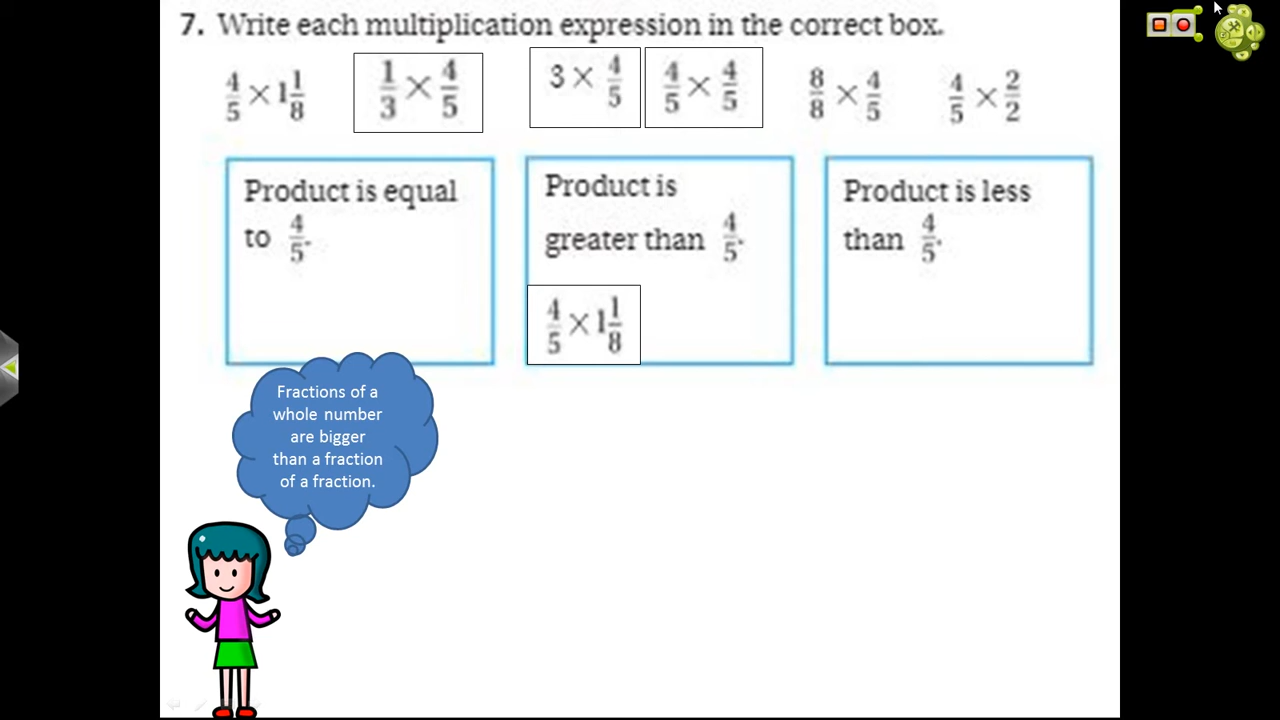 7. Write each multiplication expression in the correct box.
4/5 × 1 1/8   1/3 × 4/5   3 × 4/5   4/5 × 4/5   8/8 × 4/5   4/5 × 2/2
Product is equal
to 4/5.
Product is
greater than 4/5.
4/5 × 1 1/8
Product is less
than 4/5.
Fractions of a
whole number
are bigger
than a fraction
of a fraction.